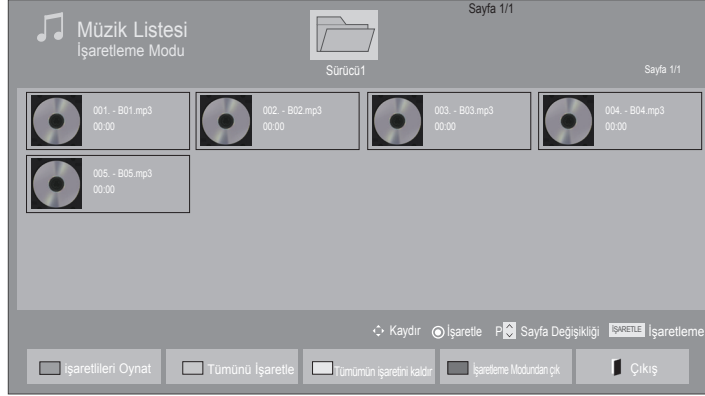 Sayfa 1/1
Müzik Listesi
İşaretleme Modu
Sürücü1
Sayfa 1/1
001. - B01.mp3
00:00
002. - B02.mp3
00:00
003. - B03.mp3
00:00
004. - B04.mp3
00:00
005. - B05.mp3
00:00
Kaydır İşaretle P Sayfa Değişikliği İŞARETLE İşaretleme
işaretlileri Oynat Tümünü İşaretle Tümümün işaretini kaldır İşaretleme Modundan çık Çıkış